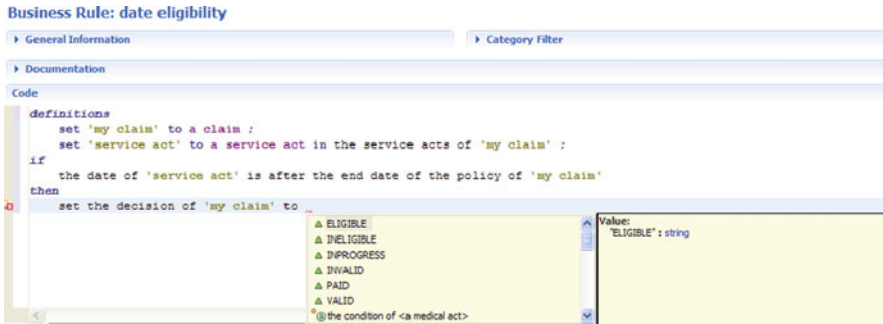 Business Rule: date eligibility
General Information
Category Filter
Documentation
Code
definitions
set 'my claim' to a claim ;
set 'service act' to a service act in the service acts of 'my claim' ;
if
the date of 'service act' is after the end date of the policy of 'my claim'
then
set the decision of 'my claim' to
ELIGIBLE
INELIGIBLE
INPROGRESS
INVALID
PAID
VALID
the condition of <a medical act>
Value:
"ELIGIBLE" : string